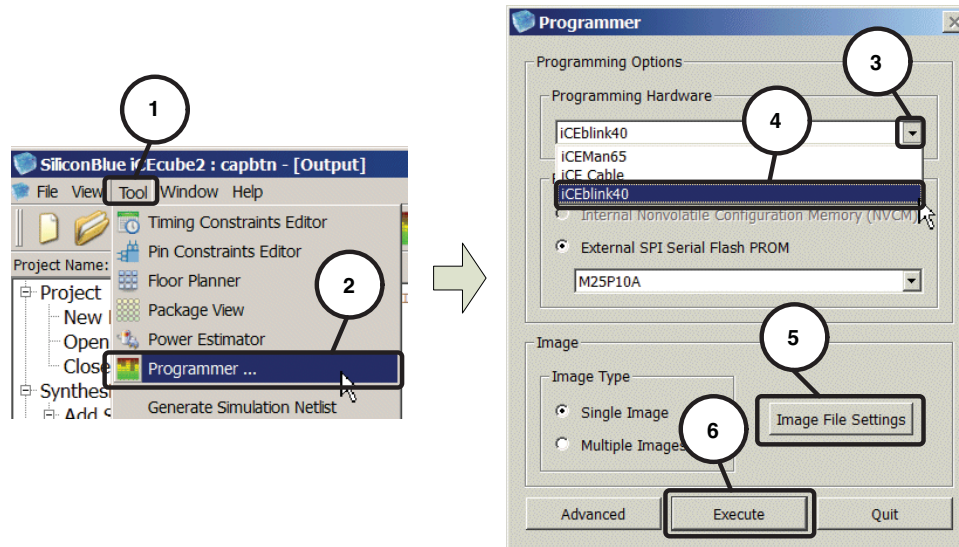 1
SiliconBlue iCEcube2 : capbtn - [Output]
File View Tool Window Help
Timing Constraints Editor
Project Name:
Pin Constraints Editor
Project
Floor Planner
2
New
Package View
Open
Power Estimator
Close
Programmer ...
Synthesi
Generate Simulation Netlist
Add S
Programmer
Programming Options
3
Programming Hardware
4
iCEblink40
iCEMan65
iCE Cable
iCEblink40
Internal Nonvolatile Configuration Memory (NVCM)
External SPI Serial Flash PROM
M25P10A
5
Image
Image Type
Single Image
Image File Settings
6
Multiple Images
Advanced Execute Quit